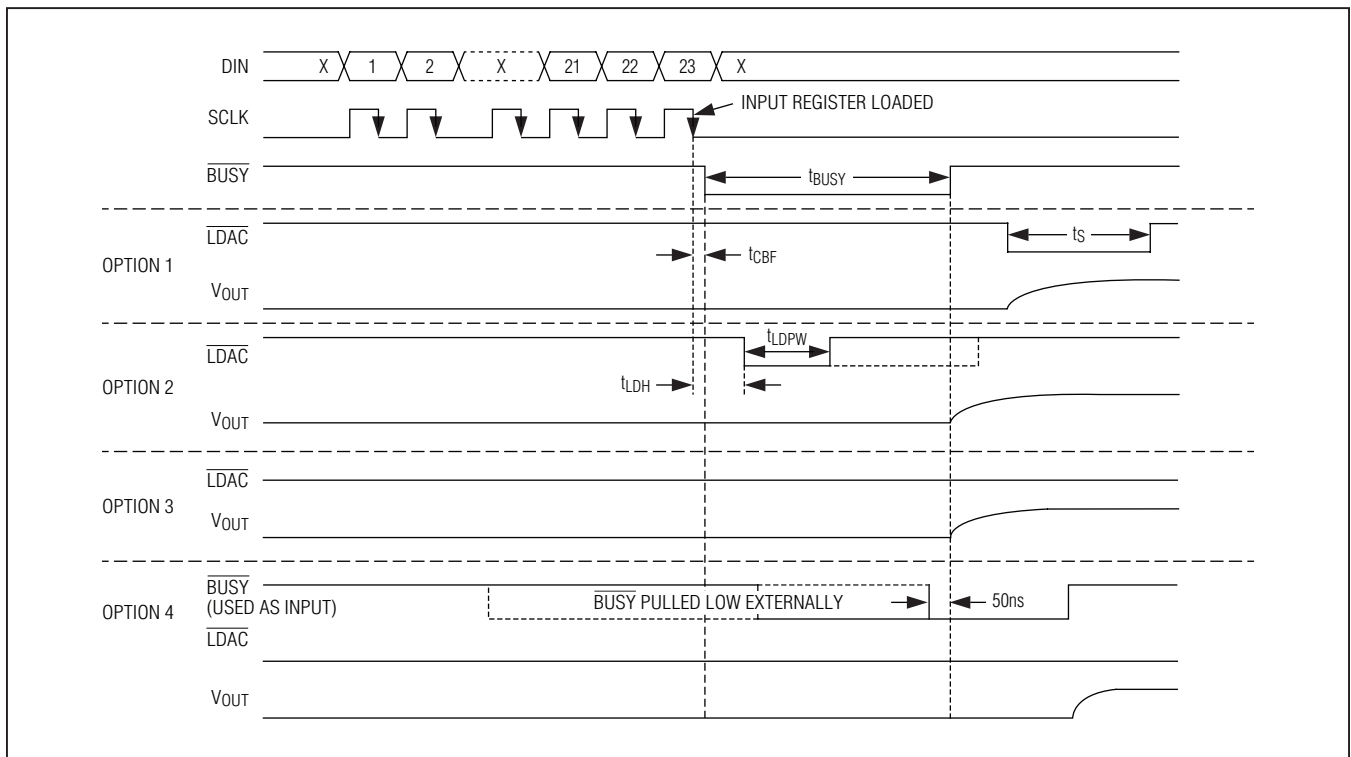 DIN X 1 2 X 21 22 23 X
SCLK INPUT REGISTER LOADED
BUSY tBUSY
OPTION 1
LDAC tS
tCBF
VOUT
OPTION 2
LDAC tLDPW
tLDH
VOUT
OPTION 3
LDAC
VOUT
OPTION 4
BUSY
(USED AS INPUT)
BUSY PULLED LOW EXTERNALLY 50ns
LDAC
VOUT